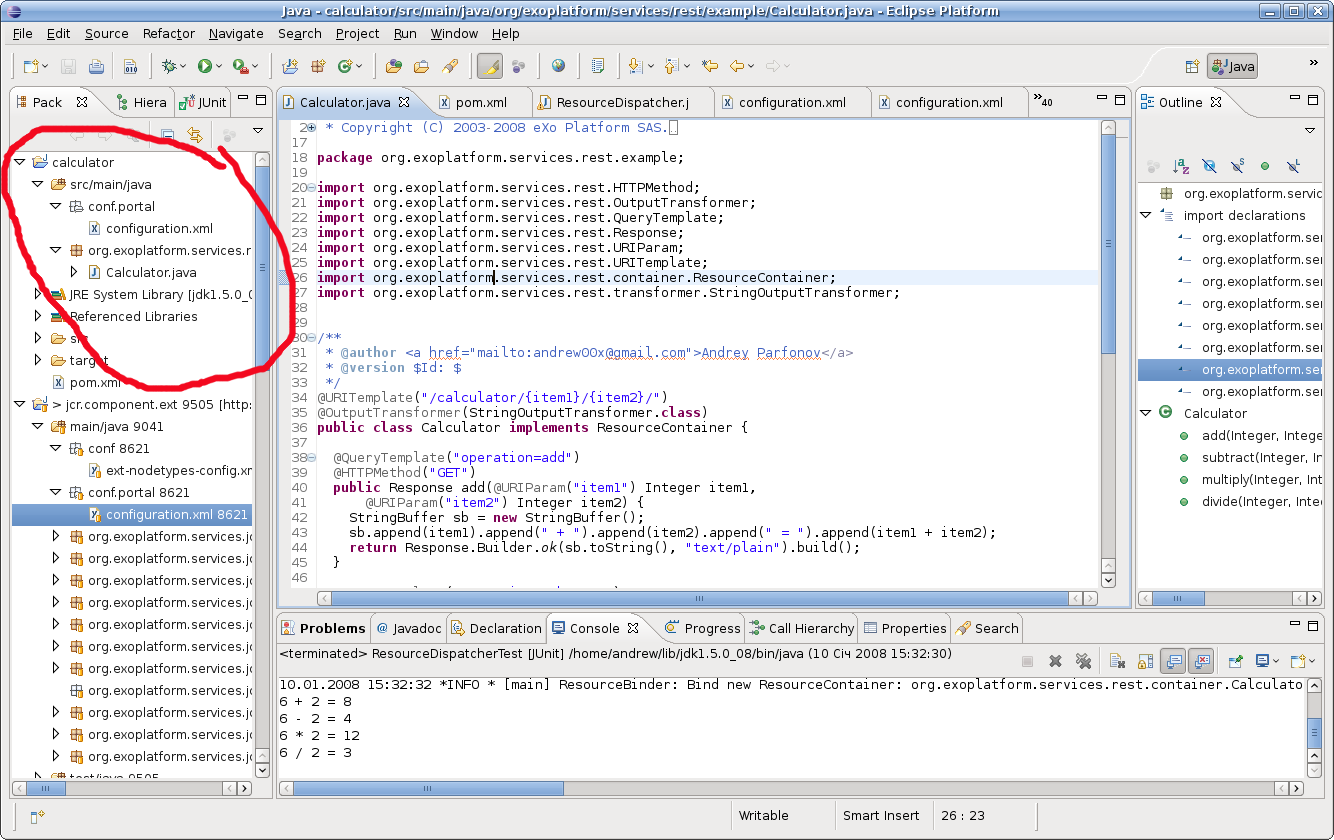 Java - calculator/src/main/java/org/exoplatform/services/rest/example/Calculator.java - Eclipse Platform
File Edit Source Refactor Navigate Search Project Run Window Help
Java
Pack Hiera JUnit
calculator
src/main/java
conf.portal
configuration.xml
org.exoplatform.services.r
Calculator.java
JRE System Library [jdk1.5.0_0
Referenced Libraries
target
pom.xml
> jcr.component.ext 9505 [http:
main/java 9041
conf 8621
ext-nodetypes-config.xm
conf.portal 8621
configuration.xml 8621
org.exoplatform.services.jc
org.exoplatform.services.jc
org.exoplatform.services.jc
org.exoplatform.services.jc
org.exoplatform.services.jc
org.exoplatform.services.jc
org.exoplatform.services.jc
org.exoplatform.services.jc
org.exoplatform.services.jc
org.exoplatform.services.jc
org.exoplatform.services.jc
test/java 9505
Calculator.java pom.xml ResourceDispatcher.j configuration.xml configuration.xml »40
2 * Copyright (C) 2003-2008 eXo Platform SAS.
17
18 package org.exoplatform.services.rest.example;
19
20 import org.exoplatform.services.rest.HTTPMethod;
21 import org.exoplatform.services.rest.OutputTransformer;
22 import org.exoplatform.services.rest.QueryTemplate;
23 import org.exoplatform.services.rest.Response;
24 import org.exoplatform.services.rest.URIParam;
25 import org.exoplatform.services.rest.URITemplate;
26 import org.exoplatform.services.rest.container.ResourceContainer;
27 import org.exoplatform.services.rest.transformer.StringOutputTransformer;
28
29
30 /**
31 * @author <a href="mailto:andrew00x@gmail.com">Andrey Parfonov</a>
32 * @version $Id: $
33 */
34 @URITemplate("/calculator/{item1}/{item2}/")
35 @OutputTransformer(StringOutputTransformer.class)
36 public class Calculator implements ResourceContainer {
37
38 @QueryTemplate("operation=add")
39 @HTTPMethod("GET")
40 public Response add(@URIParam("item1") Integer item1,
41 @URIParam("item2") Integer item2) {
42 StringBuffer sb = new StringBuffer();
43 sb.append(item1).append(" + ").append(item2).append(" = ").append(item1 + item2);
44 return Response.Builder.ok(sb.toString(), "text/plain").build();
45 }
46
Outline
org.exoplatform.servic
import declarations
org.exoplatform.ser
org.exoplatform.ser
org.exoplatform.ser
org.exoplatform.ser
org.exoplatform.ser
org.exoplatform.ser
org.exoplatform.ser
org.exoplatform.ser
Calculator
add(Integer, Intege
subtract(Integer, In
multiply(Integer, Int
divide(Integer, Inte
Problems Javadoc Declaration Console Progress Call Hierarchy Properties Search
<terminated> ResourceDispatcherTest [JUnit] /home/andrew/lib/jdk1.5.0_08/bin/java (10 Січ 2008 15:32:30)
10.01.2008 15:32:32 *INFO * [main] ResourceBinder: Bind new ResourceContainer: org.exoplatform.services.rest.container.Calculato
6 + 2 = 8
6 - 2 = 4
6 * 2 = 12
6 / 2 = 3
Writable Smart Insert 26 : 23